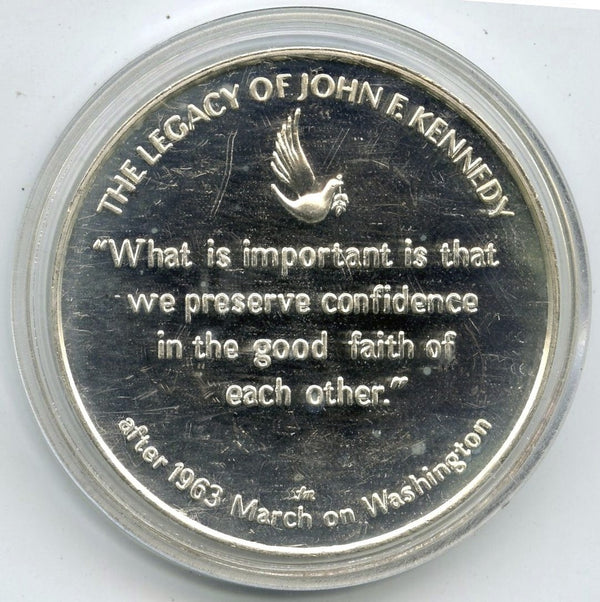 THE LEGACY OF JOHN F. KENNEDY
“What is important is that
we preserve confidence
in the good faith of
each other.”
after 1963 March on Washington